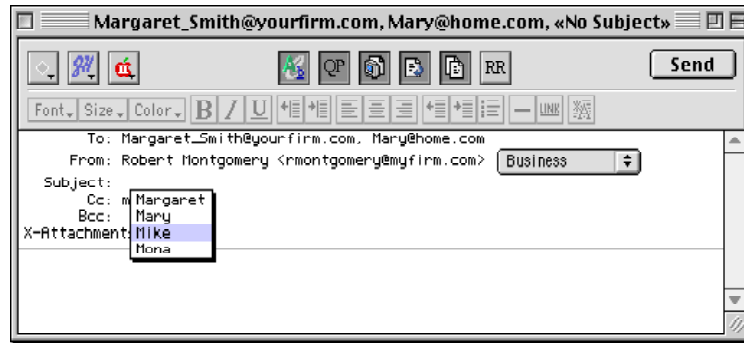 Margaret_Smith@yourfirm.com, Mary@home.com, «No Subject»
QP RR Send
Font Size Color B I U LINK
To: Margaret_Smith@yourfirm.com, Mary@home.com
From: Robert Montgomery <rmontgomery@myfirm.com> Business
Subject:
Cc: m Margaret
Bcc: Mary
X-Attachments Mike
Mona